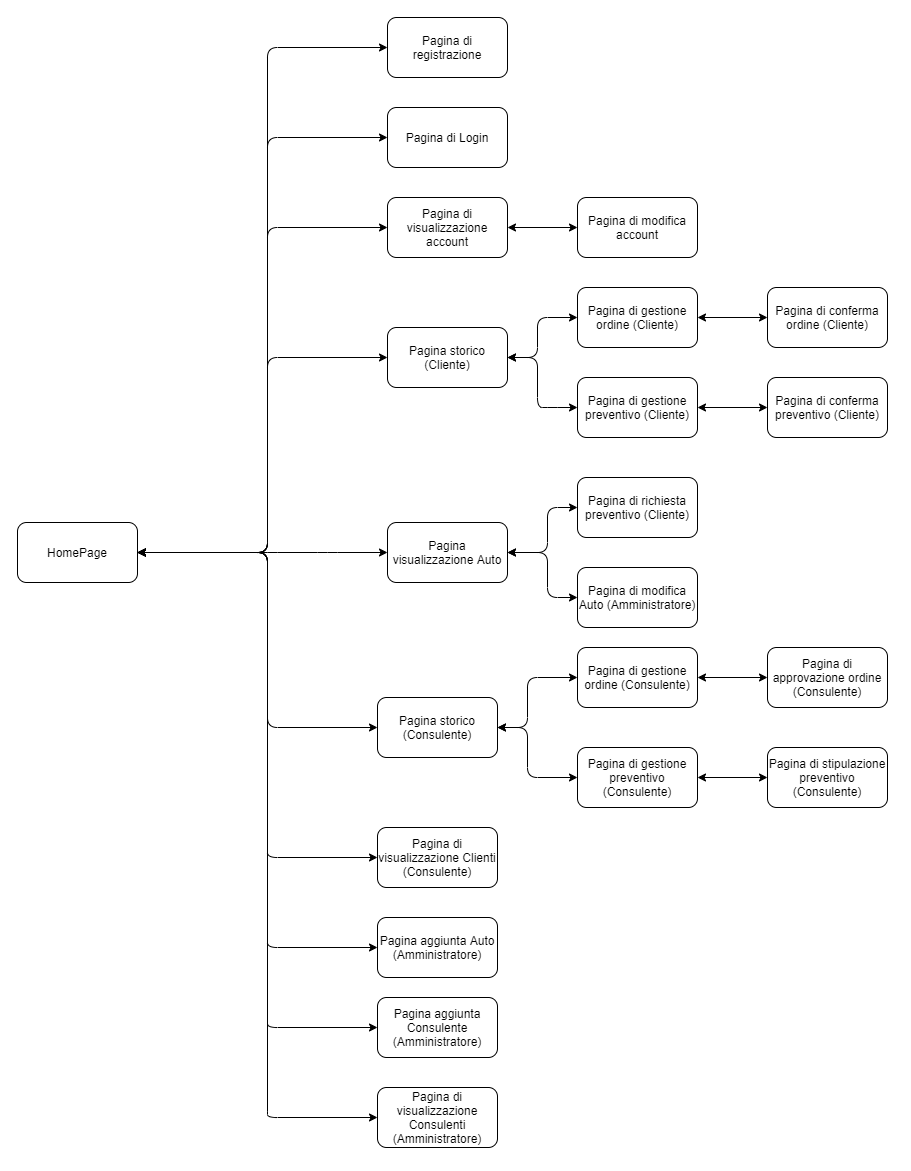 Pagina di
registrazione
Pagina di Login
Pagina di
visualizzazione
account
Pagina di modifica
account
Pagina di gestione
ordine (Cliente)
Pagina di conferma
ordine (Cliente)
Pagina storico
(Cliente)
Pagina di gestione
preventivo (Cliente)
Pagina di conferma
preventivo (Cliente)
Pagina di richiesta
preventivo (Cliente)
HomePage
Pagina
visualizzazione Auto
Pagina di modifica
Auto (Amministratore)
Pagina di gestione
ordine (Consulente)
Pagina di
approvazione ordine
(Consulente)
Pagina storico
(Consulente)
Pagina di gestione
preventivo
(Consulente)
Pagina di stipulazione
preventivo
(Consulente)
Pagina di
visualizzazione Clienti
(Consulente)
Pagina aggiunta Auto
(Amministratore)
Pagina aggiunta
Consulente
(Amministratore)
Pagina di
visualizzazione
Consulenti
(Amministratore)